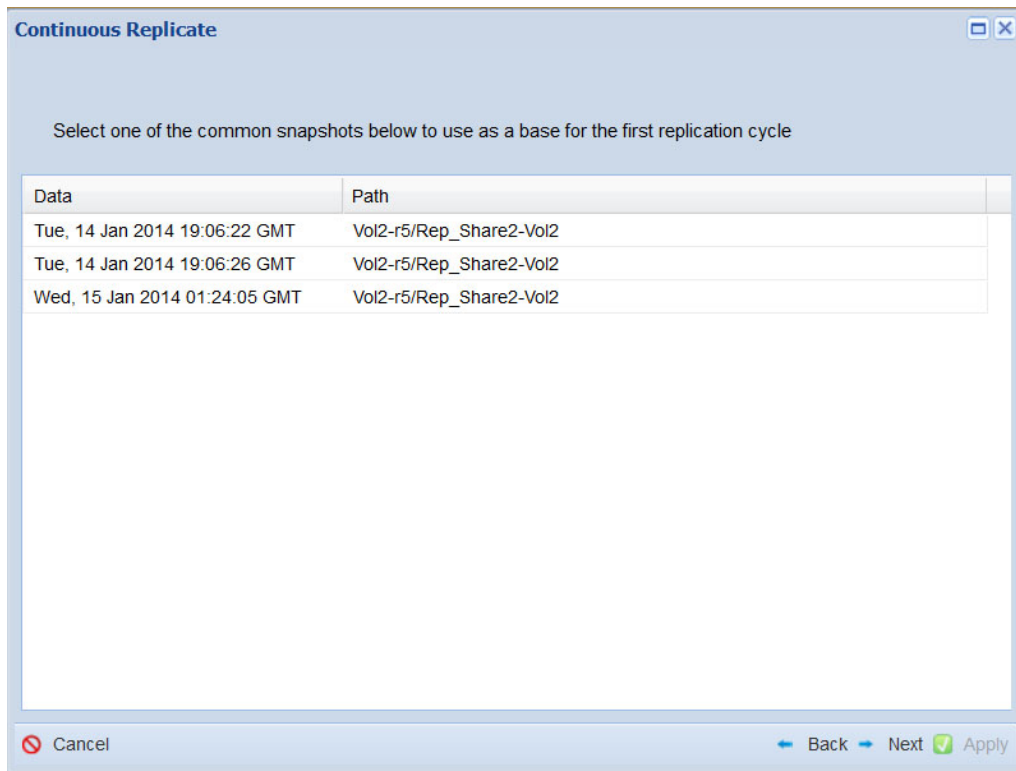 Continuous Replicate
Select one of the common snapshots below to use as a base for the first replication cycle
Data Path
Tue, 14 Jan 2014 19:06:22 GMT Vol2-r5/Rep_Share2-Vol2
Tue, 14 Jan 2014 19:06:26 GMT Vol2-r5/Rep_Share2-Vol2
Wed, 15 Jan 2014 01:24:05 GMT Vol2-r5/Rep_Share2-Vol2
Cancel Back Next Apply